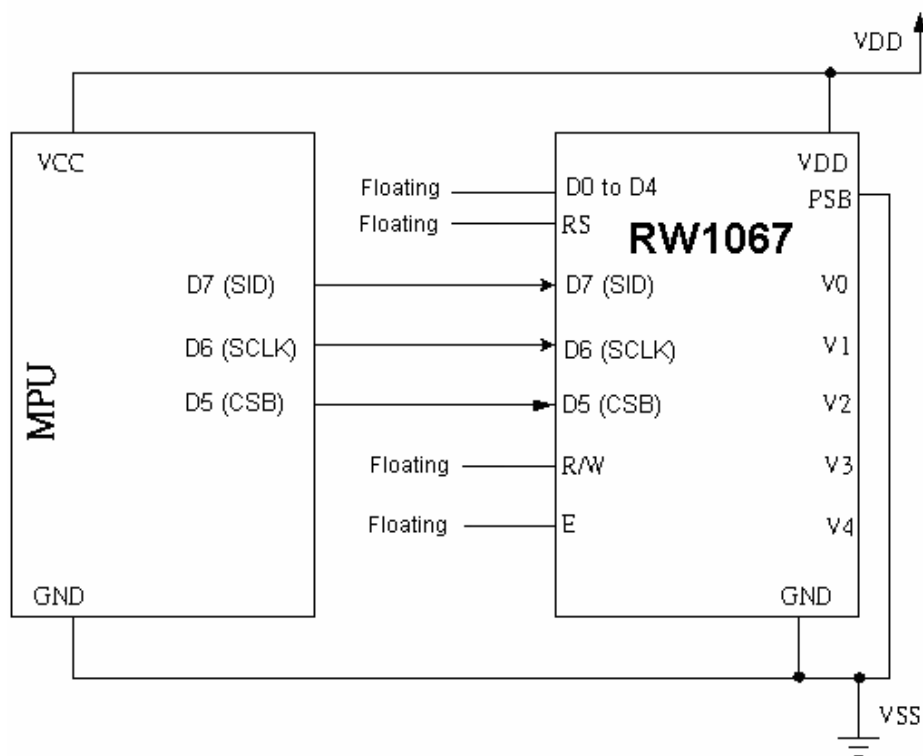 VDD
VCC
VDD
PSB
Floating
D0 to D4
Floating
RS
RW1067
D7 (SID)
D7 (SID)
V0
D6 (SCLK)
D6 (SCLK)
V1
MPU
D5 (CSB)
D5 (CSB)
V2
Floating
R/W
V3
Floating
E
V4
GND
GND
VSS